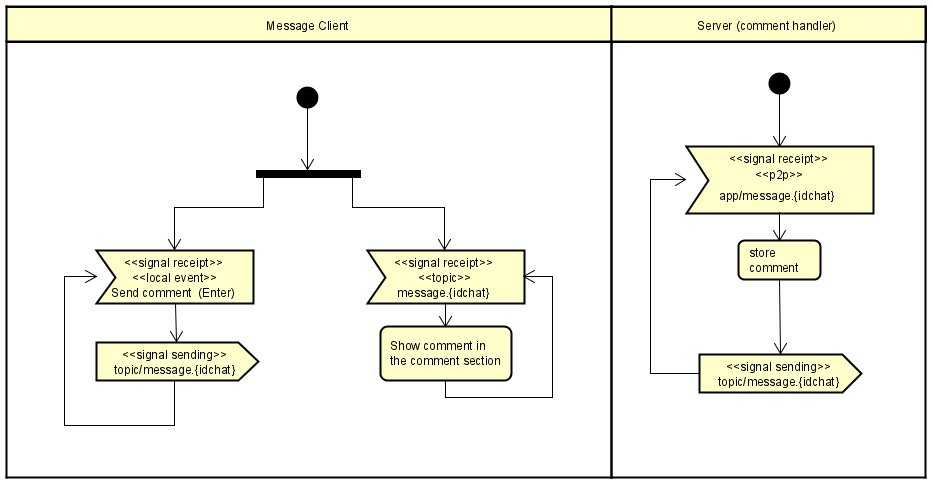 Message Client
Server (comment handler)
<<signal receipt>>
<<local event>>
Send comment  (Enter)
<<signal sending>>
topic/message.{idchat}
<<signal receipt>>
<<topic>>
message.{idchat}
Show comment in
the comment section
<<signal receipt>>
<<p2p>>
app/message.{idchat}
store
comment
<<signal sending>>
topic/message.{idchat}